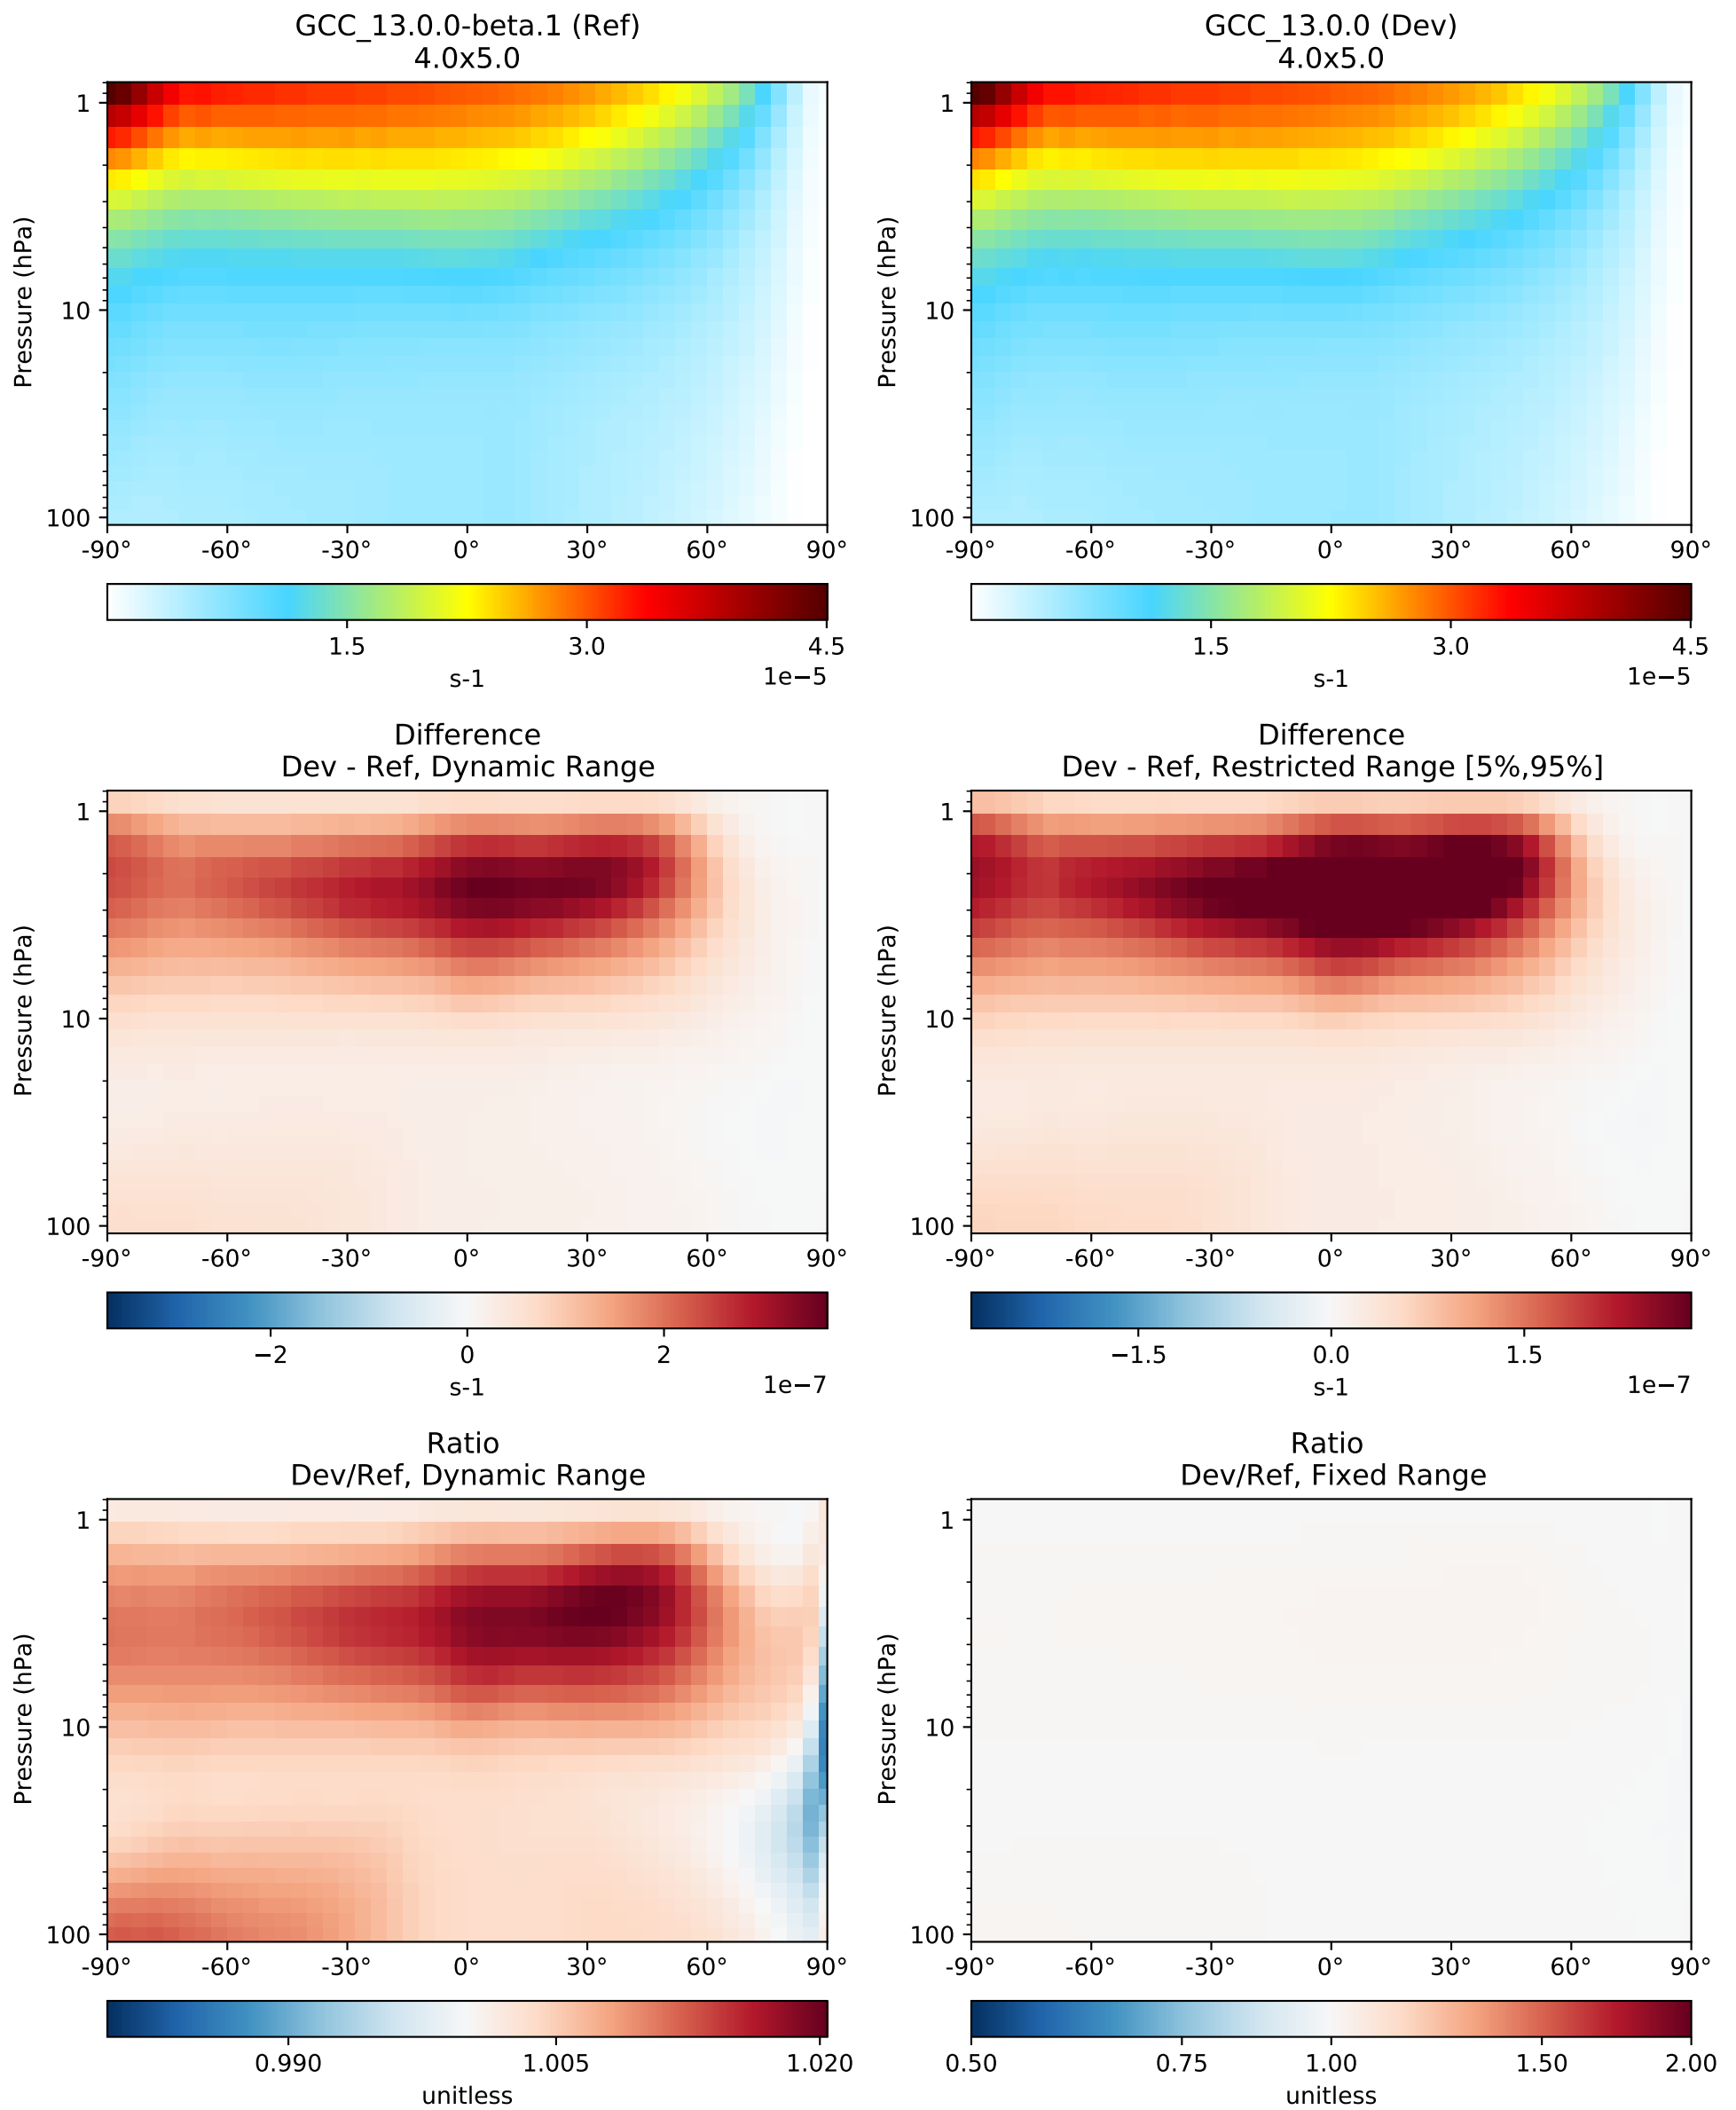 GCC_13.0.0-beta.1 (Ref)
4.0x5.0
Pressure (hPa)
1
10
100
-90° -60° -30° 0° 30° 60° 90°
1.5 3.0 4.5
s-1
1e−5
GCC_13.0.0 (Dev)
4.0x5.0
Pressure (hPa)
1
10
100
-90° -60° -30° 0° 30° 60° 90°
1.5 3.0 4.5
s-1
1e−5
Difference
Dev - Ref, Dynamic Range
Pressure (hPa)
1
10
100
-90° -60° -30° 0° 30° 60° 90°
−2 0 2
s-1
1e−7
Difference
Dev - Ref, Restricted Range [5%,95%]
Pressure (hPa)
1
10
100
-90° -60° -30° 0° 30° 60° 90°
−1.5 0.0 1.5
s-1
1e−7
Ratio
Dev/Ref, Dynamic Range
Pressure (hPa)
1
10
100
-90° -60° -30° 0° 30° 60° 90°
0.990 1.005 1.020
unitless
Ratio
Dev/Ref, Fixed Range
Pressure (hPa)
1
10
100
-90° -60° -30° 0° 30° 60° 90°
0.50 0.75 1.00 1.50 2.00
unitless